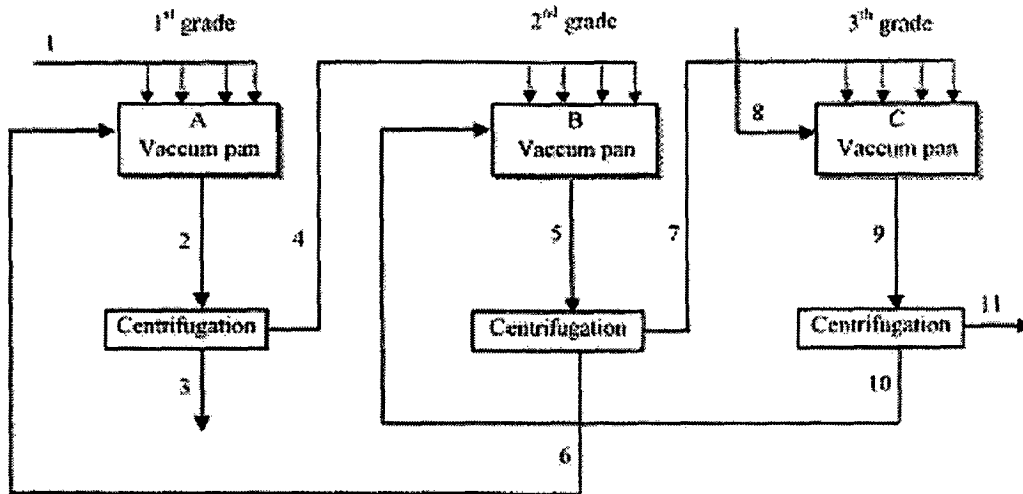 1st grade
2nd grade
3th grade
1
A
Vaccum pan
B
Vaccum pan
8
C
Vaccum pan
2
4
5
7
9
Centrifugation
Centrifugation
Centrifugation
11
3
10
6